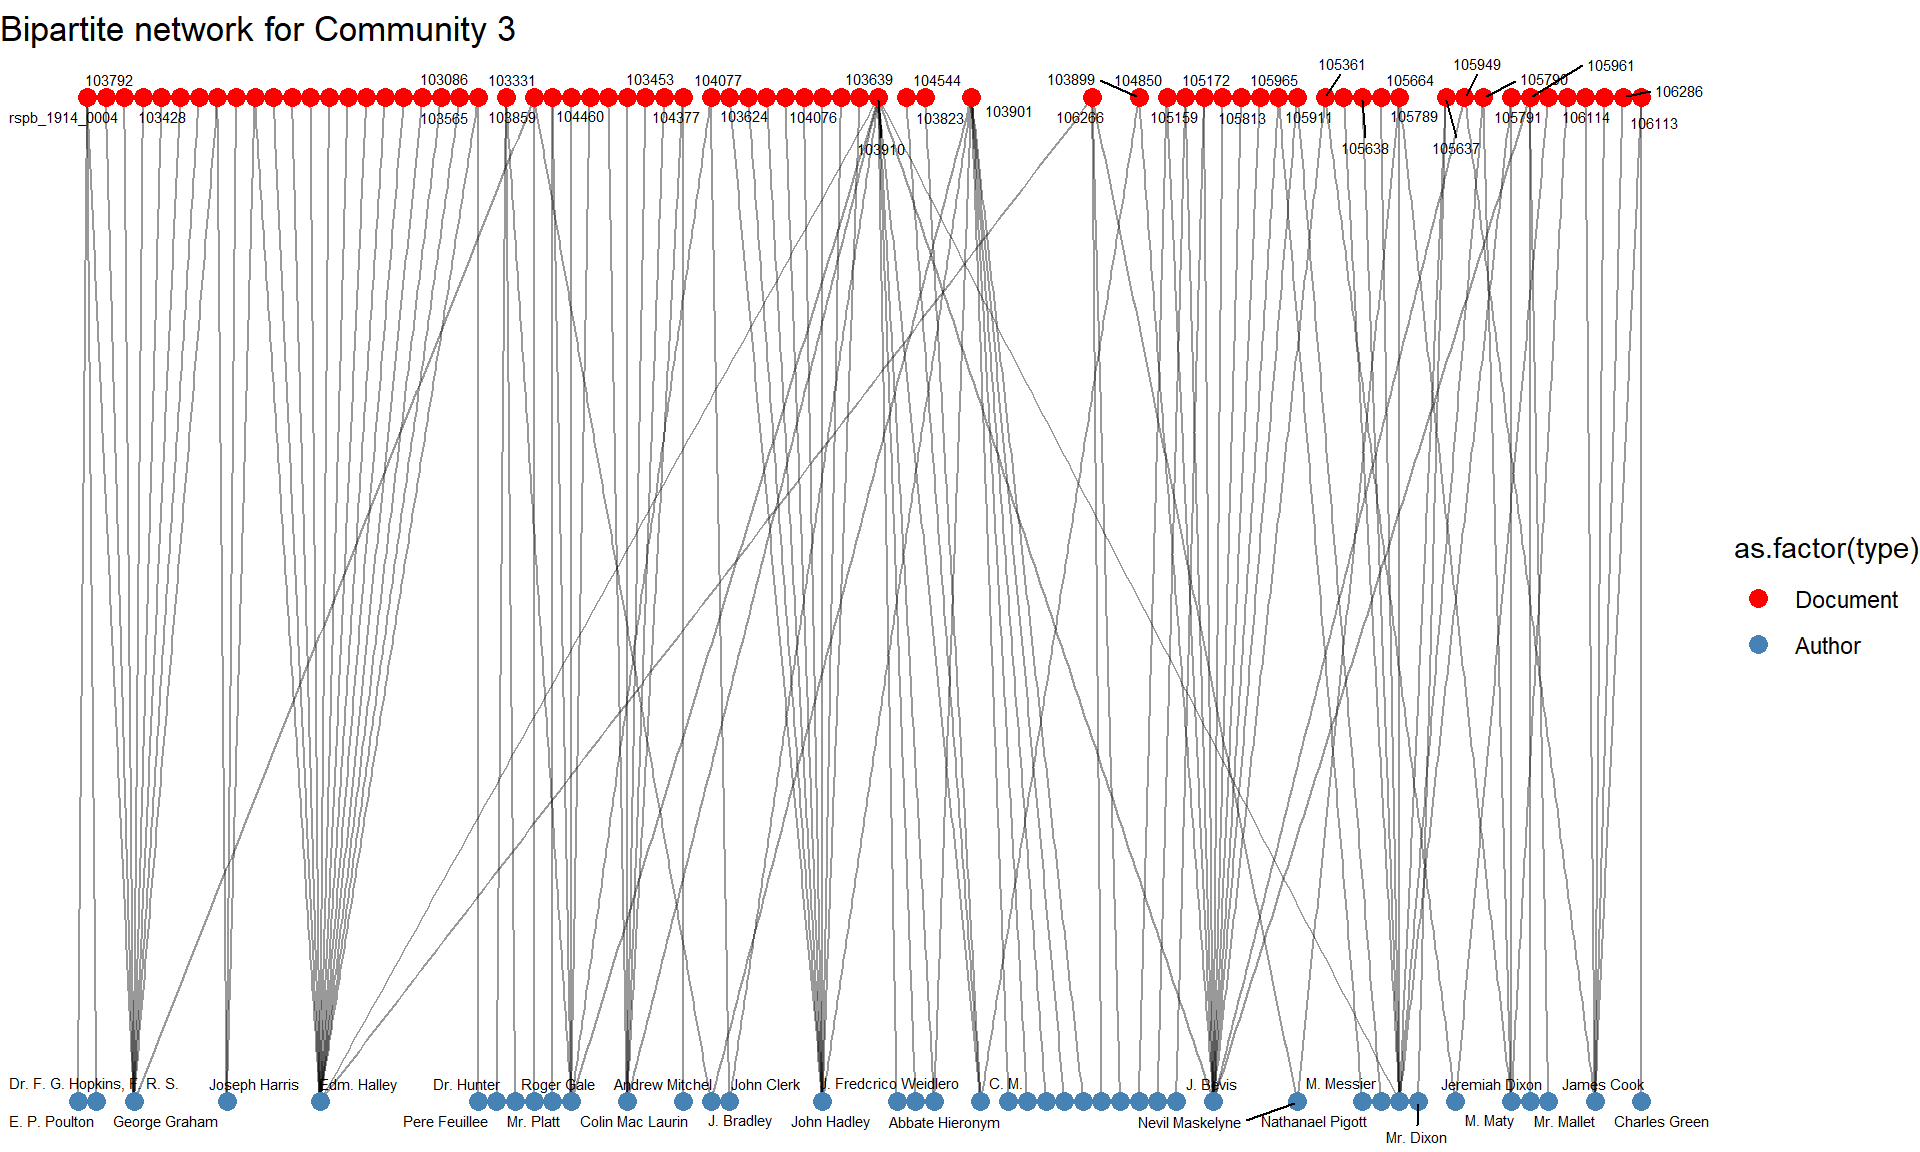 Bipartite network for Community 3
103792 103086 103331 103453 104077 103639 104544 103899 104850 105172 105965 105361 105664 105949 105790 105961 106286
rspb_1914_0004 103428 103565 103859 104460 104377 103624 104076 103823 103901 106266 105159 105813 105911 105789 105791 106114 106113
103910 105638 105637
as.factor(type)
Document
Author
Dr. F. G. Hopkins, F. R. S. Joseph Harris Edm. Halley Dr. Hunter Roger Gale Andrew Mitchel John Clerk J. Fredcrico Weidlero C. M. J. Bevis M. Messier Jeremiah Dixon James Cook
E. P. Poulton George Graham Pere Feuillee Mr. Platt Colin Mac Laurin J. Bradley John Hadley Abbate Hieronym Nevil Maskelyne Nathanael Pigott M. Maty Mr. Mallet Charles Green
Mr. Dixon